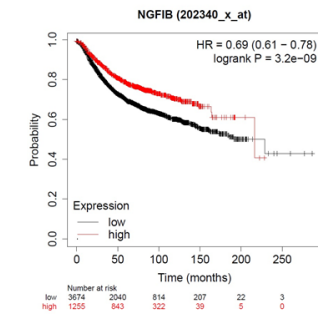 NGFIB (202340_x_at)
HR = 0.69 (0.61 − 0.78)
logrank P = 3.2e−09
Probability
1.0
0.8
0.6
0.4
0.2
0.0
Expression
low
high
0 50 100 150 200 250
Time (months)
Number at risk
low 3674 2040 814 207 22 3
high 1255 843 322 39 5 0